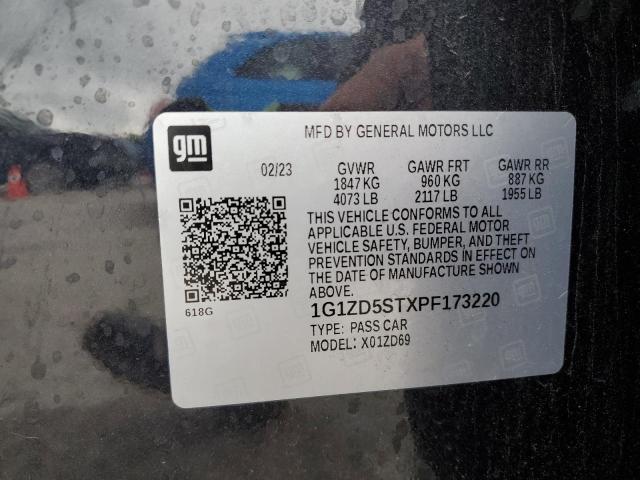 gm
MFD BY GENERAL MOTORS LLC
02/23 GVWR GAWR FRT GAWR RR
1847 KG 960 KG 887 KG
4073 LB 2117 LB 1955 LB
THIS VEHICLE CONFORMS TO ALL
APPLICABLE U.S. FEDERAL MOTOR
VEHICLE SAFETY, BUMPER, AND THEFT
PREVENTION STANDARDS IN EFFECT ON
THE DATE OF MANUFACTURE SHOWN
ABOVE.
618G
1G1ZD5STXPF173220
TYPE: PASS CAR
MODEL: X01ZD69